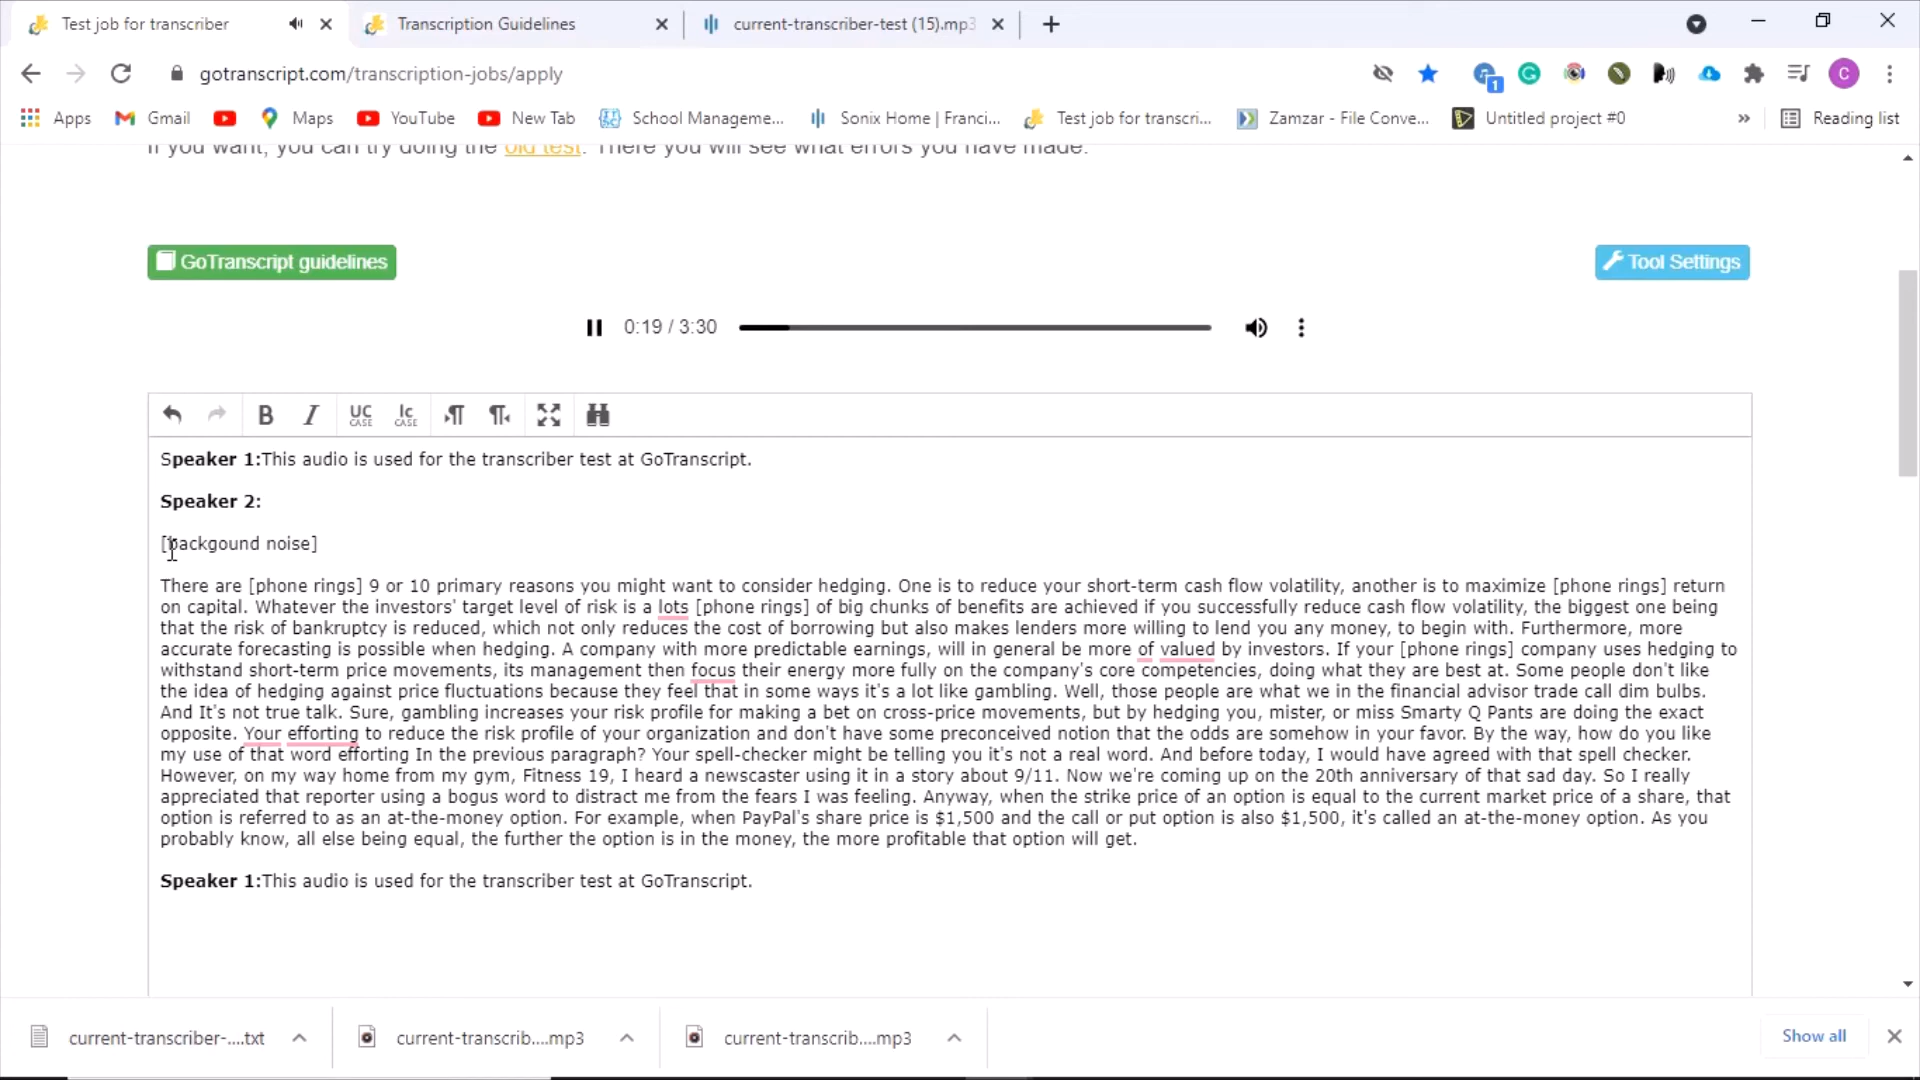 Test job for transcriber
Transcription Guidelines
current-transcriber-test (15).mp3
gotranscript.com/transcription-jobs/apply
1
C
Apps
Gmail
Maps
YouTube
New Tab
School Manageme...
Sonix Home | Franci...
Test job for transcri...
Zamzar - File Conve...
Untitled project #0
»
Reading list
If you want, you can try doing the old test. There you will see what errors you have made.
GoTranscript guidelines
Tool Settings
0:19 / 3:30
B I UC CASE lc CASE
Speaker 1:This audio is used for the transcriber test at GoTranscript.
Speaker 2:
[backgound noise]
There are [phone rings] 9 or 10 primary reasons you might want to consider hedging. One is to reduce your short-term cash flow volatility, another is to maximize [phone rings] return
on capital. Whatever the investors' target level of risk is a lots [phone rings] of big chunks of benefits are achieved if you successfully reduce cash flow volatility, the biggest one being
that the risk of bankruptcy is reduced, which not only reduces the cost of borrowing but also makes lenders more willing to lend you any money, to begin with. Furthermore, more
accurate forecasting is possible when hedging. A company with more predictable earnings, will in general be more of valued by investors. If your [phone rings] company uses hedging to
withstand short-term price movements, its management then focus their energy more fully on the company's core competencies, doing what they are best at. Some people don't like
the idea of hedging against price fluctuations because they feel that in some ways it's a lot like gambling. Well, those people are what we in the financial advisor trade call dim bulbs.
And It's not true talk. Sure, gambling increases your risk profile for making a bet on cross-price movements, but by hedging you, mister, or miss Smarty Q Pants are doing the exact
opposite. Your efforting to reduce the risk profile of your organization and don't have some preconceived notion that the odds are somehow in your favor. By the way, how do you like
my use of that word efforting In the previous paragraph? Your spell-checker might be telling you it's not a real word. And before today, I would have agreed with that spell checker.
However, on my way home from my gym, Fitness 19, I heard a newscaster using it in a story about 9/11. Now we're coming up on the 20th anniversary of that sad day. So I really
appreciated that reporter using a bogus word to distract me from the fears I was feeling. Anyway, when the strike price of an option is equal to the current market price of a share, that
option is referred to as an at-the-money option. For example, when PayPal's share price is $1,500 and the call or put option is also $1,500, it's called an at-the-money option. As you
probably know, all else being equal, the further the option is in the money, the more profitable that option will get.
Speaker 1:This audio is used for the transcriber test at GoTranscript.
current-transcriber-....txt
current-transcrib....mp3
current-transcrib....mp3
Show all